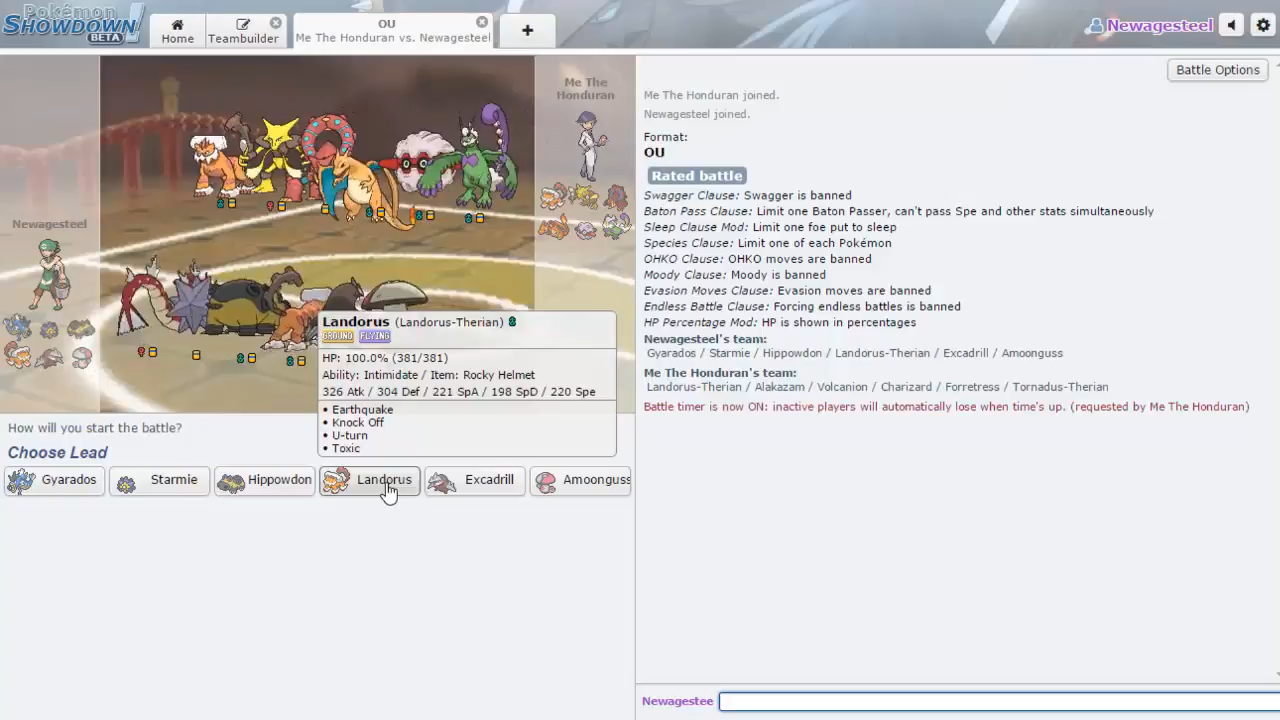 Pokémon
SHOWDOWN
BETA
Home
Teambuilder
OU
Me The Honduran vs. Newagesteel
+
Newagesteel
Battle Options
Newagesteel
Me The
Honduran
Landorus (Landorus-Therian)
GROUND FLYING
HP: 100.0% (381/381)
Ability: Intimidate / Item: Rocky Helmet
326 Atk / 304 Def / 221 SpA / 198 SpD / 220 Spe
• Earthquake
• Knock Off
• U-turn
• Toxic
How will you start the battle?
Choose Lead
Gyarados
Starmie
Hippowdon
Landorus
Excadrill
Amoonguss
Me The Honduran joined.
Newagesteel joined.
Format:
OU
Rated battle
Swagger Clause: Swagger is banned
Baton Pass Clause: Limit one Baton Passer, can't pass Spe and other stats simultaneously
Sleep Clause Mod: Limit one foe put to sleep
Species Clause: Limit one of each Pokémon
OHKO Clause: OHKO moves are banned
Moody Clause: Moody is banned
Evasion Moves Clause: Evasion moves are banned
Endless Battle Clause: Forcing endless battles is banned
HP Percentage Mod: HP is shown in percentages
Newagesteel's team:
Gyarados / Starmie / Hippowdon / Landorus-Therian / Excadrill / Amoonguss
Me The Honduran's team:
Landorus-Therian / Alakazam / Volcanion / Charizard / Forretress / Tornadus-Therian
Battle timer is now ON: inactive players will automatically lose when time's up. (requested by Me The Honduran)
Newagestee